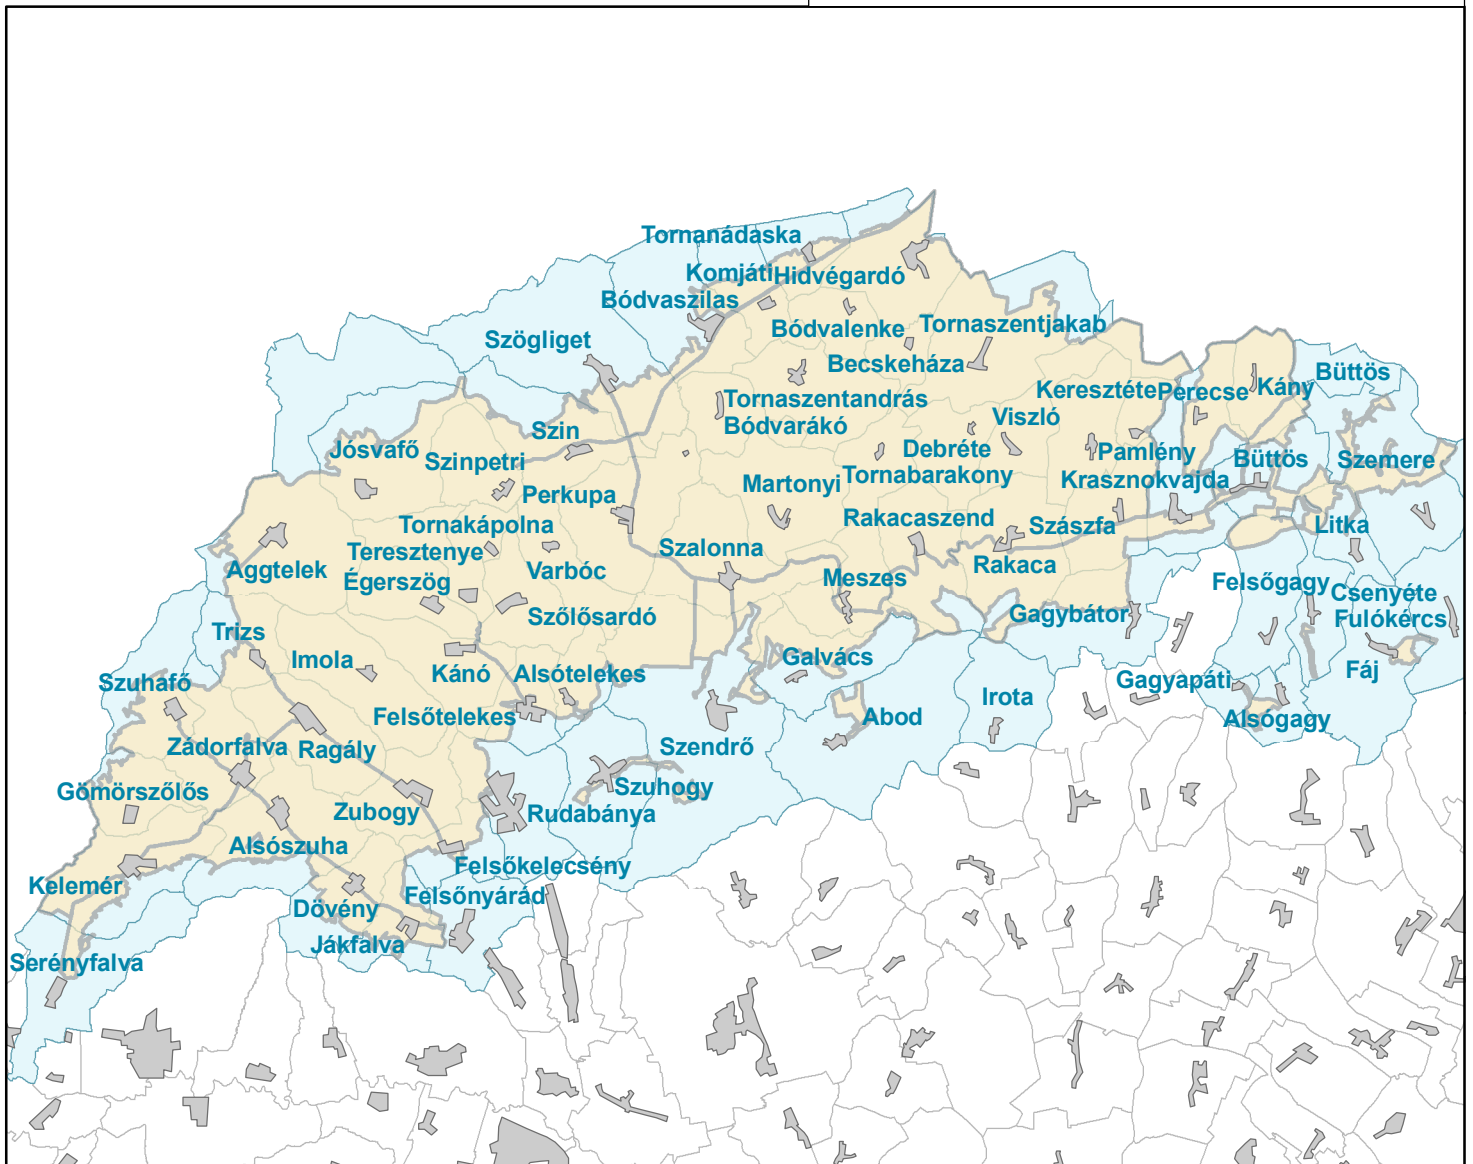 Tornanádaska
Komjáti
Hidvégardó
Bódvaszilas
Bódvalenke
Tornaszentjakab
Szögliget
Becskeháza
Büttös
Keresztéte
Perecse
Kány
Tornaszentandrás
Bódvarákó
Viszló
Szin
Jósvafő
Szinpetri
Debréte
Pamlény
Büttös
Szemere
Tornabarakony
Krasznokvajda
Martonyi
Perkupa
Rakacaszend
Szászfa
Litka
Tornakápolna
Teresztenye
Szalonna
Rakaca
Aggtelek
Varbóc
Meszes
Égerszög
Felsőgagy
Csenyéte
Fulókércs
Szőlősardó
Gagybátor
Trizs
Imola
Kánó
Alsótelekes
Galvács
Fáj
Szuhafő
Gagyapáti
Irota
Felsőtelekes
Abod
Alsógagy
Zádorfalva
Ragály
Szendrő
Gömörszőlős
Szuhogy
Zubogy
Rudabánya
Alsószuha
Felsőkelecsény
Kelemér
Felsőnyárád
Dövény
Jákfalva
Serényfalva